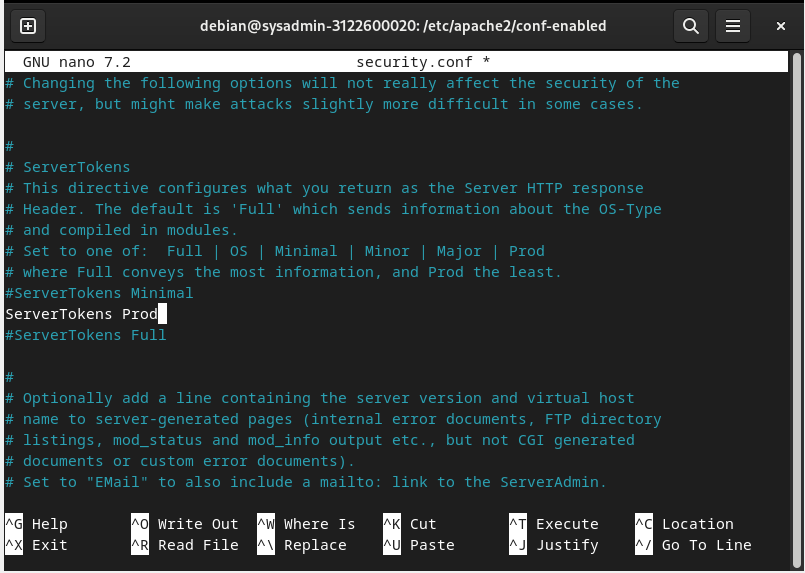 debian@sysadmin-3122600020: /etc/apache2/conf-enabled
GNU nano 7.2 security.conf *
# Changing the following options will not really affect the security of the
# server, but might make attacks slightly more difficult in some cases.
#
# ServerTokens
# This directive configures what you return as the Server HTTP response
# Header. The default is 'Full' which sends information about the OS-Type
# and compiled in modules.
# Set to one of:  Full | OS | Minimal | Minor | Major | Prod
# where Full conveys the most information, and Prod the least.
#ServerTokens Minimal
ServerTokens Prod
#ServerTokens Full
#
# Optionally add a line containing the server version and virtual host
# name to server-generated pages (internal error documents, FTP directory
# listings, mod_status and mod_info output etc., but not CGI generated
# documents or custom error documents).
# Set to "EMail" to also include a mailto: link to the ServerAdmin.
^G Help ^O Write Out ^W Where Is ^K Cut ^T Execute ^C Location
^X Exit ^R Read File ^\ Replace ^U Paste ^J Justify ^/ Go To Line